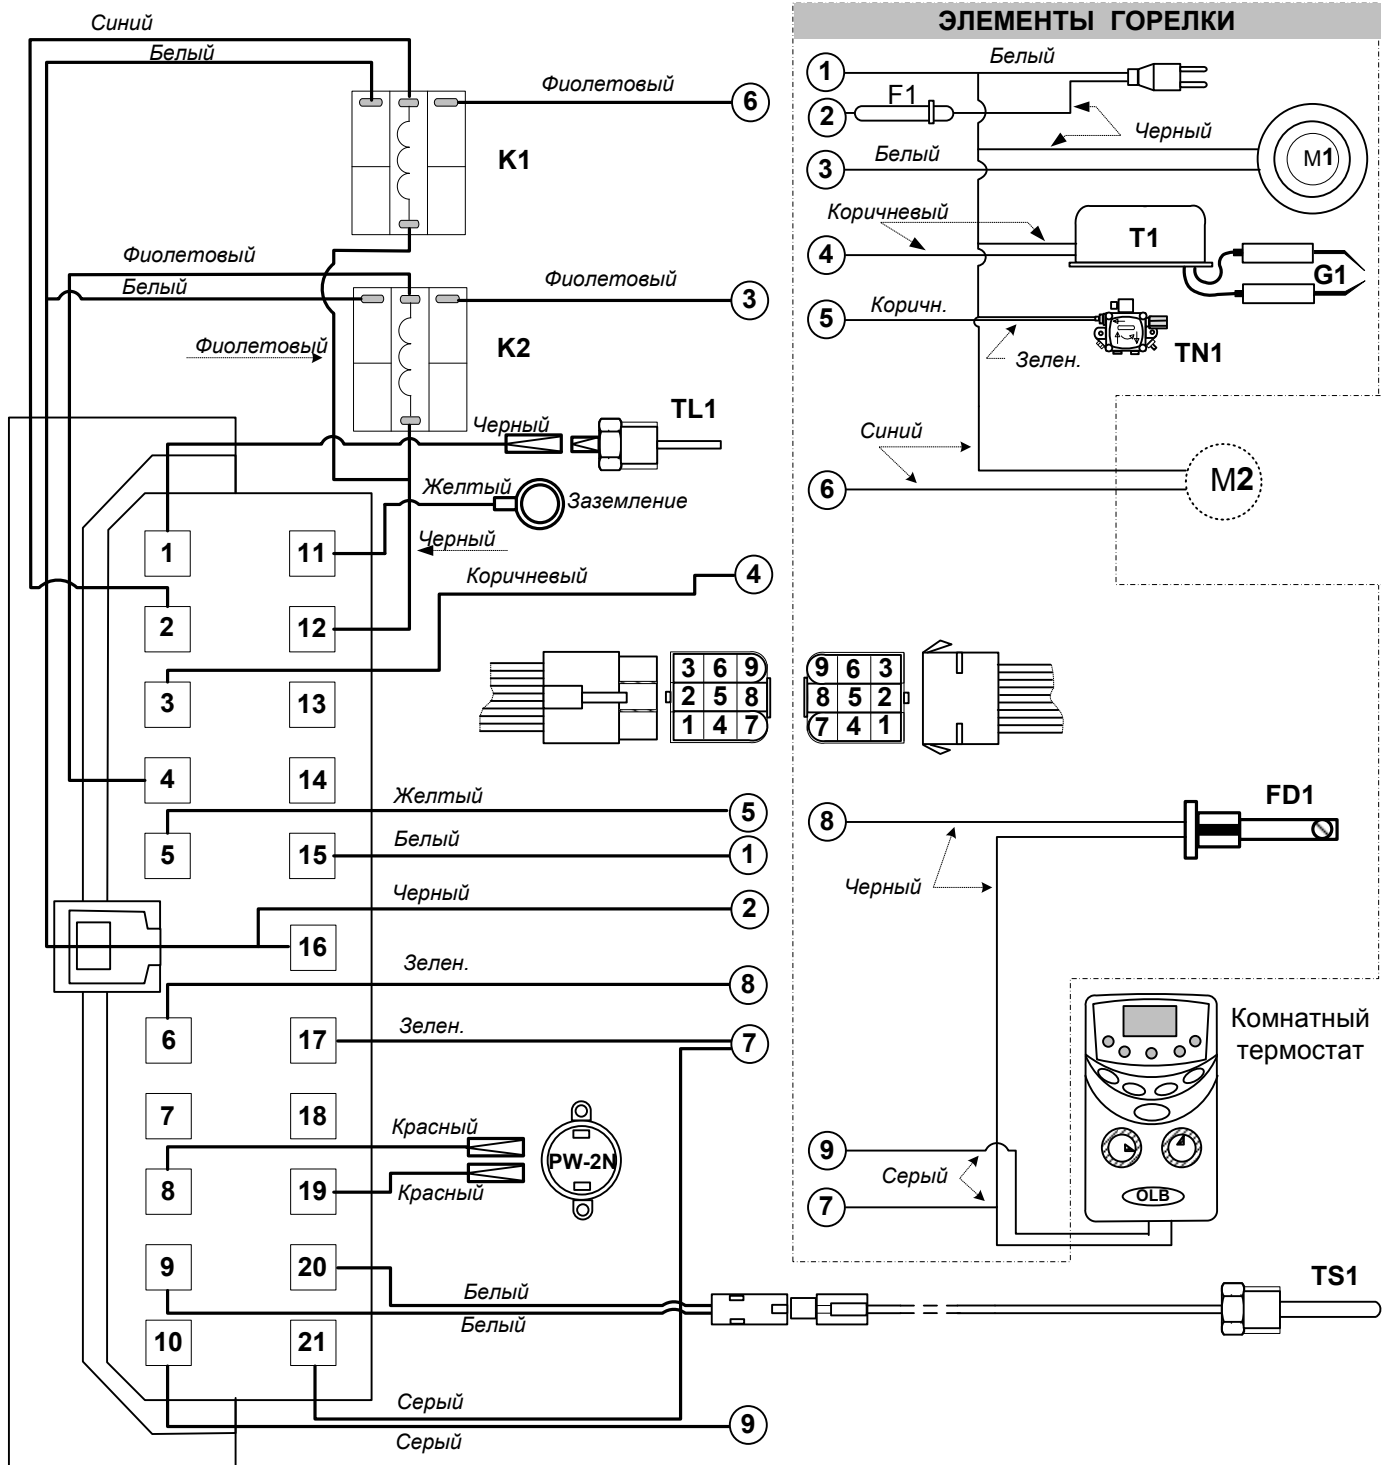 ЭЛЕМЕНТЫ ГОРЕЛКИ
Синий
Белый
Фиолетовый
6
K1
Фиолетовый
Белый
Фиолетовый
3
Фиолетовый
K2
TL1
Черный
Желтый
Заземление
Черный
Коричневый
4
1
11
2
12
3
13
4
14
5
15
16
6
17
7
18
8
19
9
20
10
21
3 6 9
2 5 8
1 4 7
9 6 3
8 5 2
7 4 1
Желтый
5
Белый
1
Черный
2
Зелен.
8
Зелен.
7
Красный
PW-2N
Красный
Белый
Белый
TS1
Серый
9
Серый
1
Белый
2
F1
Черный
3
Белый
M1
Коричневый
4
T1
G1
5
Коричн.
Зелен.
TN1
Синий
6
M2
8
FD1
Черный
Комнатный
термостат
9
Серый
7
OLB